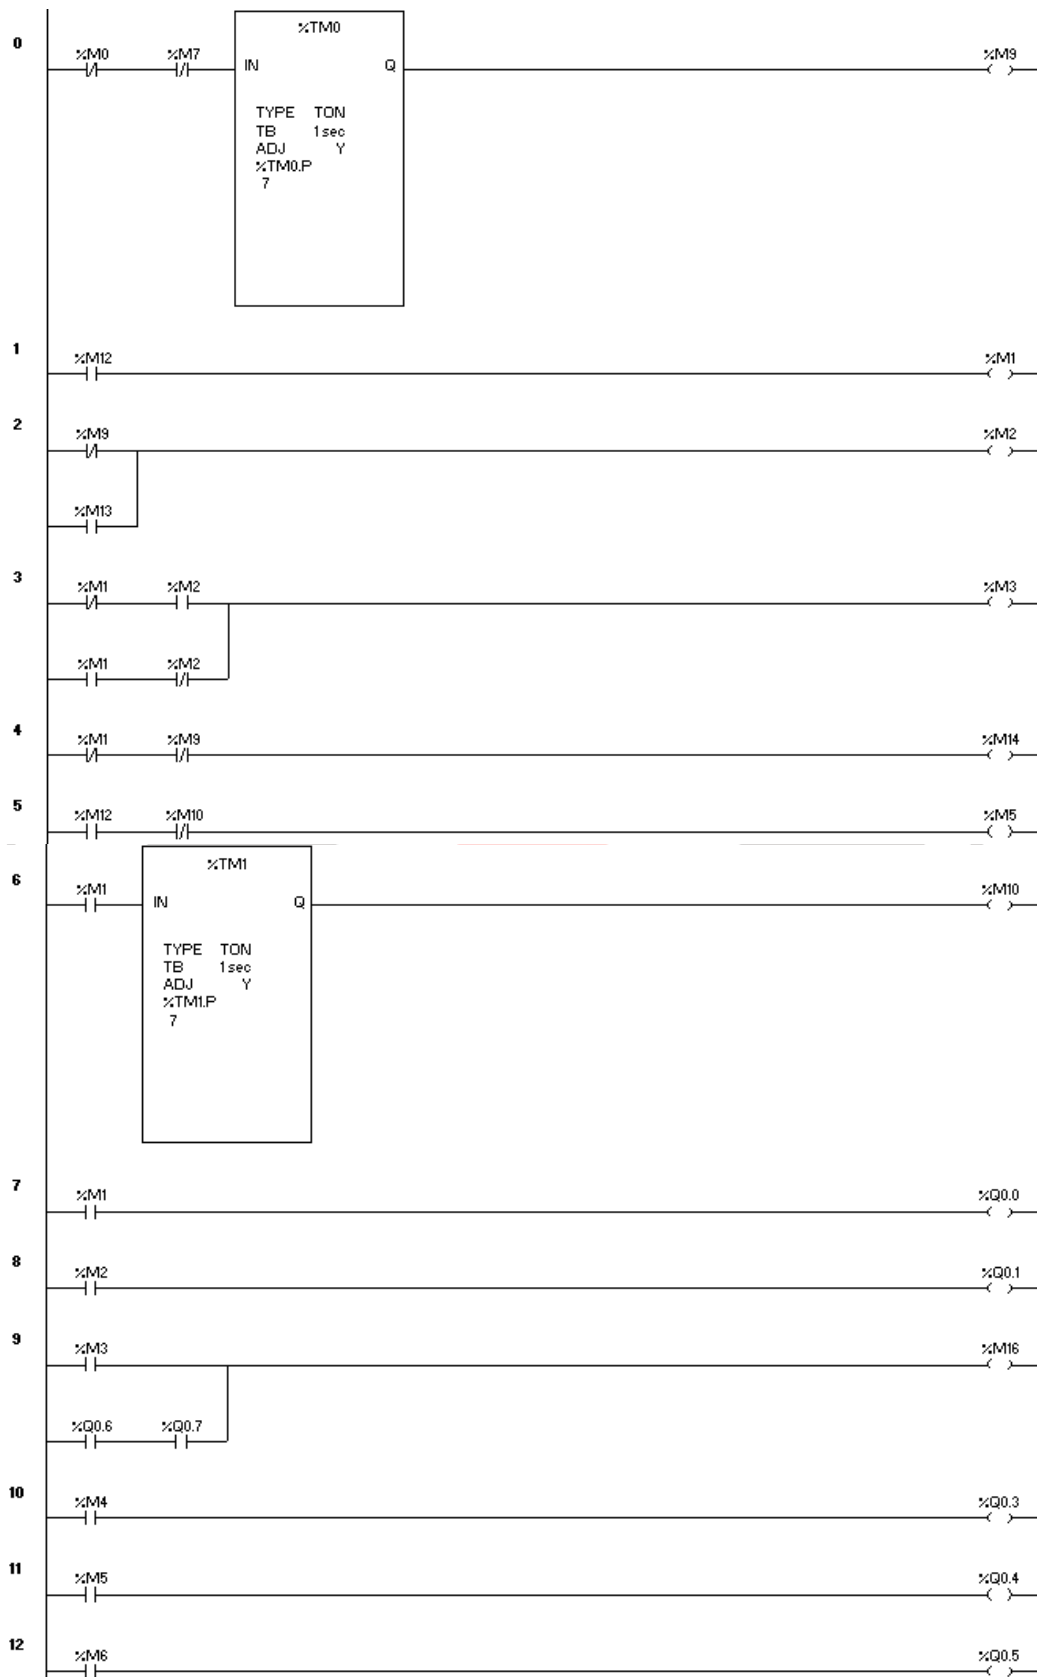 %TM0
0
%M0 %M7 %M9
IN Q
TYPE TON
TB 1sec
ADJ Y
%TM0.P
7
1
%M12 %M1
2
%M9 %M2
%M13
3
%M1 %M2 %M3
%M1 %M2
4
%M1 %M9 %M14
5
%M12 %M10 %M5
%TM1
6
%M1 %M10
IN Q
TYPE TON
TB 1sec
ADJ Y
%TM1.P
7
7
%M1 %Q0.0
8
%M2 %Q0.1
9
%M3 %M16
%Q0.6 %Q0.7
10
%M4 %Q0.3
11
%M5 %Q0.4
12
%M6 %Q0.5